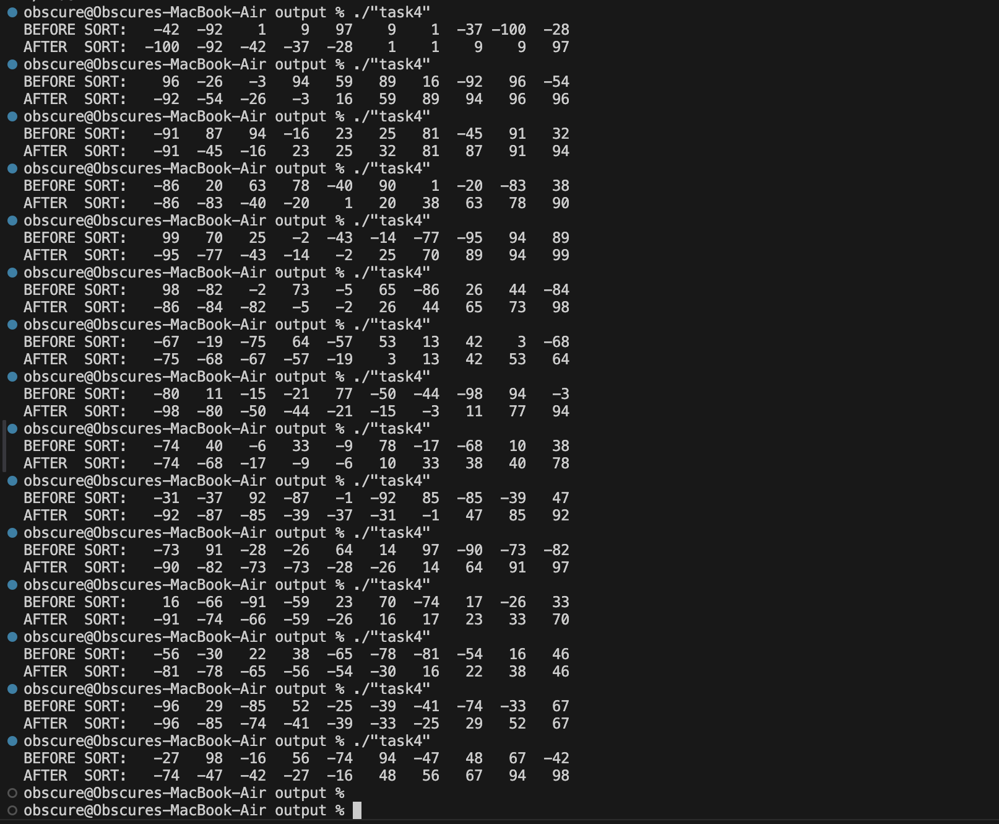 obscure@Obscures-MacBook-Air output % ./"task4"
BEFORE SORT:   -42  -92    1    9   97    9    1  -37 -100  -28
AFTER  SORT:  -100  -92  -42  -37  -28    1    1    9    9   97
obscure@Obscures-MacBook-Air output % ./"task4"
BEFORE SORT:    96  -26   -3   94   59   89   16  -92   96  -54
AFTER  SORT:   -92  -54  -26   -3   16   59   89   94   96   96
obscure@Obscures-MacBook-Air output % ./"task4"
BEFORE SORT:   -91   87   94  -16   23   25   81  -45   91   32
AFTER  SORT:   -91  -45  -16   23   25   32   81   87   91   94
obscure@Obscures-MacBook-Air output % ./"task4"
BEFORE SORT:   -86   20   63   78  -40   90    1  -20  -83   38
AFTER  SORT:   -86  -83  -40  -20    1   20   38   63   78   90
obscure@Obscures-MacBook-Air output % ./"task4"
BEFORE SORT:    99   70   25   -2  -43  -14  -77  -95   94   89
AFTER  SORT:   -95  -77  -43  -14   -2   25   70   89   94   99
obscure@Obscures-MacBook-Air output % ./"task4"
BEFORE SORT:    98  -82   -2   73   -5   65  -86   26   44  -84
AFTER  SORT:   -86  -84  -82   -5   -2   26   44   65   73   98
obscure@Obscures-MacBook-Air output % ./"task4"
BEFORE SORT:   -67  -19  -75   64  -57   53   13   42    3  -68
AFTER  SORT:   -75  -68  -67  -57  -19    3   13   42   53   64
obscure@Obscures-MacBook-Air output % ./"task4"
BEFORE SORT:   -80   11  -15  -21   77  -50  -44  -98   94   -3
AFTER  SORT:   -98  -80  -50  -44  -21  -15   -3   11   77   94
obscure@Obscures-MacBook-Air output % ./"task4"
BEFORE SORT:   -74   40   -6   33   -9   78  -17  -68   10   38
AFTER  SORT:   -74  -68  -17   -9   -6   10   33   38   40   78
obscure@Obscures-MacBook-Air output % ./"task4"
BEFORE SORT:   -31  -37   92  -87   -1  -92   85  -85  -39   47
AFTER  SORT:   -92  -87  -85  -39  -37  -31   -1   47   85   92
obscure@Obscures-MacBook-Air output % ./"task4"
BEFORE SORT:   -73   91  -28  -26   64   14   97  -90  -73  -82
AFTER  SORT:   -90  -82  -73  -73  -28  -26   14   64   91   97
obscure@Obscures-MacBook-Air output % ./"task4"
BEFORE SORT:    16  -66  -91  -59   23   70  -74   17  -26   33
AFTER  SORT:   -91  -74  -66  -59  -26   16   17   23   33   70
obscure@Obscures-MacBook-Air output % ./"task4"
BEFORE SORT:   -56  -30   22   38  -65  -78  -81  -54   16   46
AFTER  SORT:   -81  -78  -65  -56  -54  -30   16   22   38   46
obscure@Obscures-MacBook-Air output % ./"task4"
BEFORE SORT:   -96   29  -85   52  -25  -39  -41  -74  -33   67
AFTER  SORT:   -96  -85  -74  -41  -39  -33  -25   29   52   67
obscure@Obscures-MacBook-Air output % ./"task4"
BEFORE SORT:   -27   98  -16   56  -74   94  -47   48   67  -42
AFTER  SORT:   -74  -47  -42  -27  -16   48   56   67   94   98
obscure@Obscures-MacBook-Air output %
obscure@Obscures-MacBook-Air output %